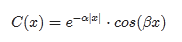 C(x) = e^{-α|x|} · cos(βx)